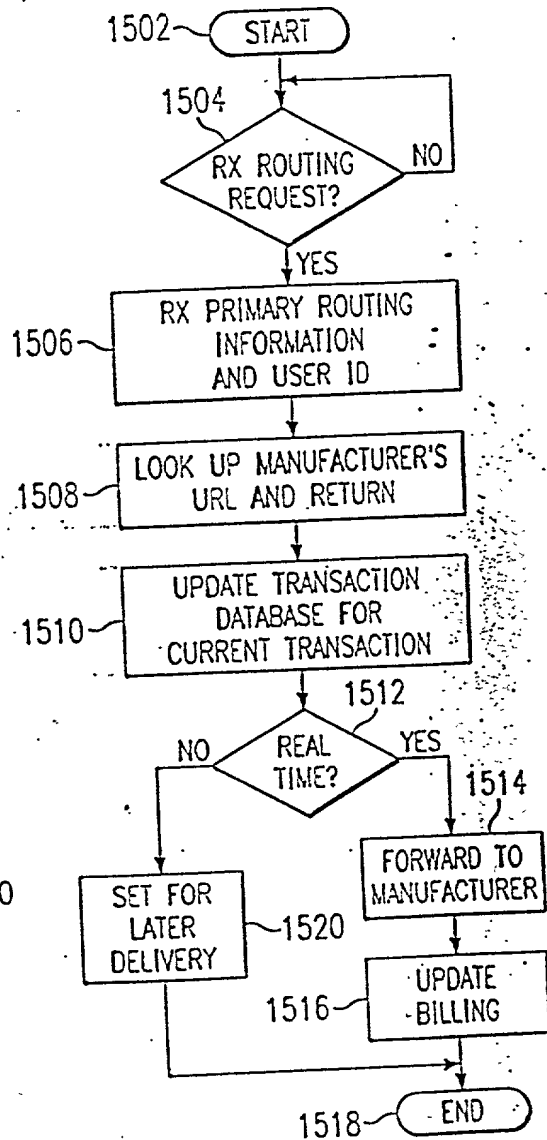 1502
START
1504
RX ROUTING
REQUEST?
NO
YES
1506
RX PRIMARY ROUTING
INFORMATION
AND USER ID
1508
LOOK UP MANUFACTURER'S
URL AND RETURN
1510
UPDATE TRANSACTION
DATABASE FOR
CURRENT TRANSACTION
1512
NO
REAL
TIME?
YES
1514
FORWARD TO
MANUFACTURER
0
SET FOR
LATER
DELIVERY
1520
1516
UPDATE
BILLING
1518
END